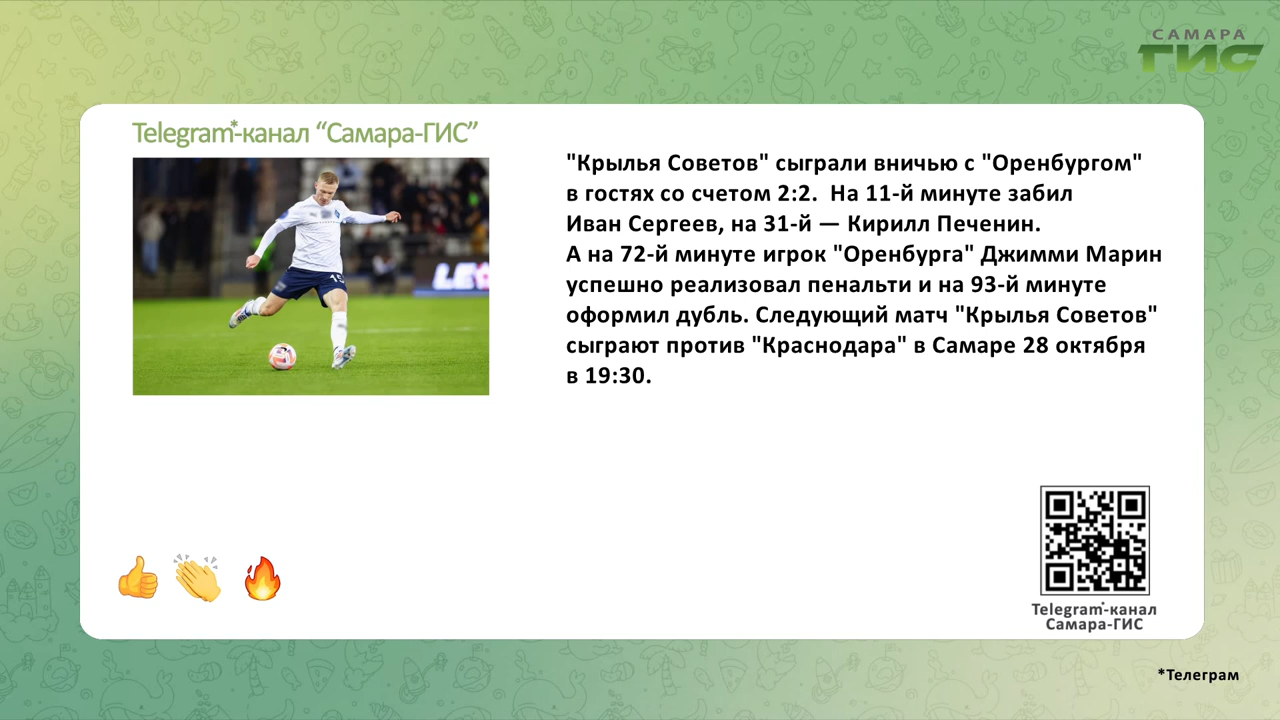 САМАРА
ГИС
Telegram*-канал “Самара-ГИС”
"Крылья Советов" сыграли вничью с "Оренбургом"
в гостях со счетом 2:2. На 11-й минуте забил
Иван Сергеев, на 31-й — Кирилл Печенин.
А на 72-й минуте игрок "Оренбурга" Джимми Марин
успешно реализовал пенальти и на 93-й минуте
оформил дубль. Следующий матч "Крылья Советов"
сыграют против "Краснодара" в Самаре 28 октября
в 19:30.
Telegram*-канал
Самара-ГИС
*Телеграм